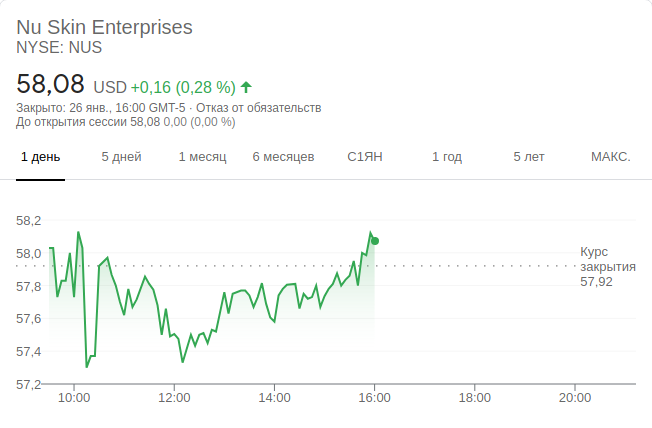 Nu Skin Enterprises
NYSE: NUS
58,08 USD +0,16 (0,28 %)
Закрыто: 26 янв., 16:00 GMT-5 · Отказ от обязательств
До открытия сессии 58,08 0,00 (0,00 %)
1 день 5 дней 1 месяц 6 месяцев С1ЯН 1 год 5 лет МАКС.
58,2
58,0
57,8
57,6
57,4
57,2
Курс
закрытия
57,92
10:00 12:00 14:00 16:00 18:00 20:00